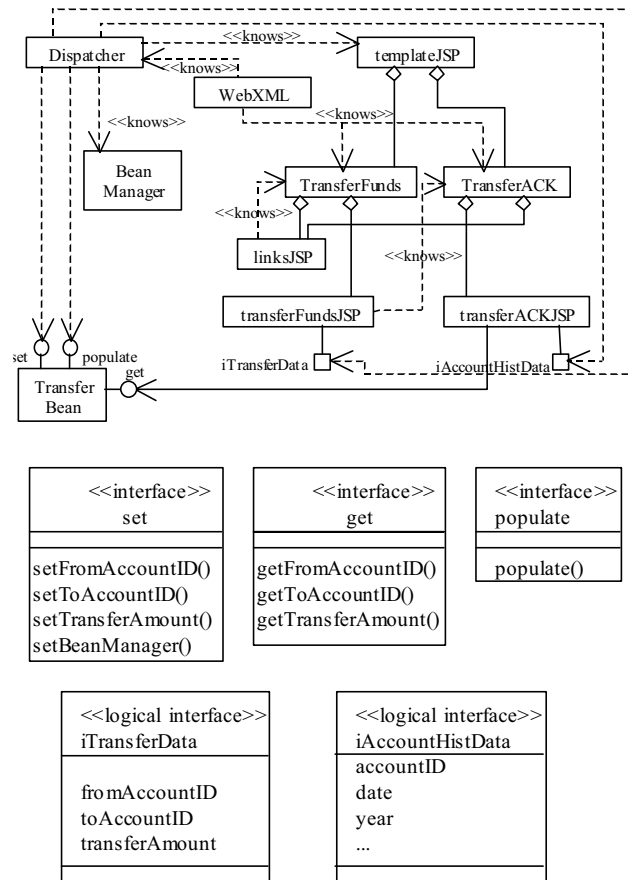 <<knows>>
Dispatcher
templateJSP
<<knows>>
WebXML
<<knows>>
Bean
Manager
TransferFunds
TransferACK
<<knows>>
<<knows>>
linksJSP
transferFundsJSP
transferACKJSP
set
populate
get
iTransferData
iAccountHistData
Transfer
Bean
<<interface>>
set
setFromAccountID()
setToAccountID()
setTransferAmount()
setBeanManager()
<<interface>>
get
getFromAccountID()
getToAccountID()
getTransferAmount()
<<interface>>
populate
populate()
<<logical interface>>
iTransferData
fromAccountID
toAccountID
transferAmount
<<logical interface>>
iAccountHistData
accountID
date
year
...